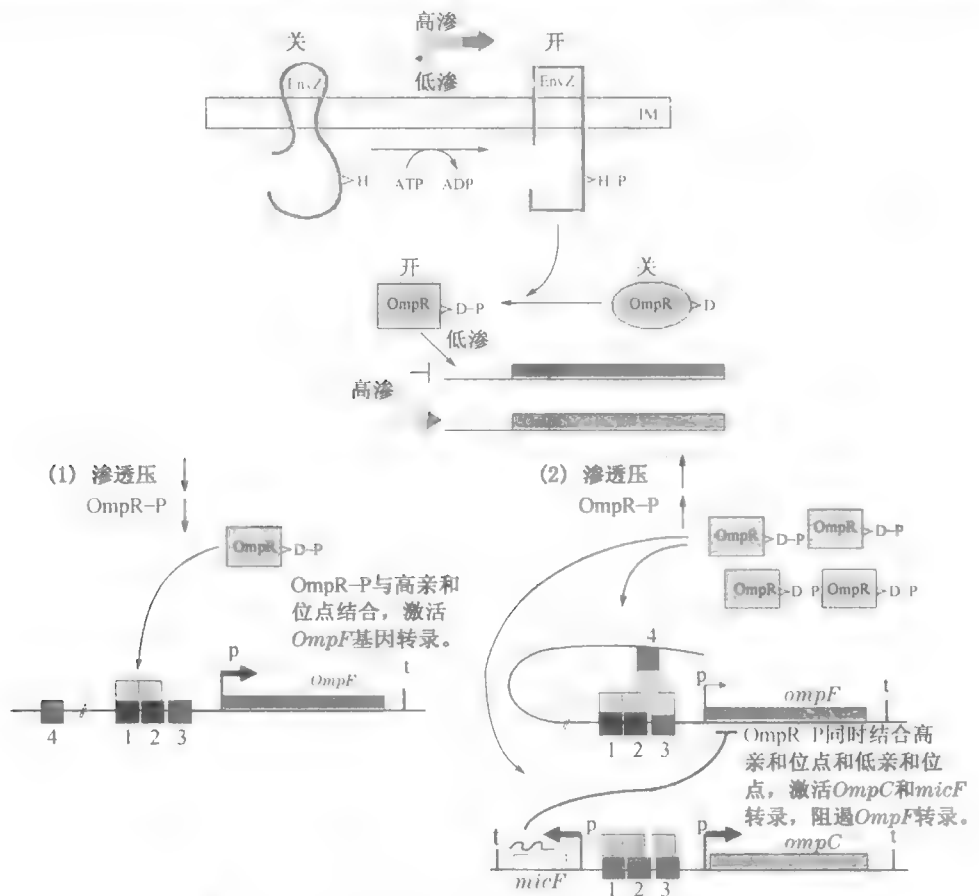 高渗
关
开
低渗
EnvZ
EnvZ
IM
H
ATP
ADP
H-P
开
关
OmpR
D-P
OmpR
D
低渗
高渗
(1) 渗透压
OmpR-P
OmpR
D-P
OmpR-P与高亲和
位点结合，激活
OmpF基因转录。
p
OmpF
t
4
1
2
3
(2) 渗透压
OmpR-P
OmpR
D-P
OmpR
D-P
OmpR
D-P
OmpR
D-P
4
p
ompF
t
1
2
3
OmpR P同时结合高
亲和位点和低亲和位
点，激活OmpC和micF
转录，阻遏OmpF转录。
t
p
p
ompC
t
micF
1
2
3